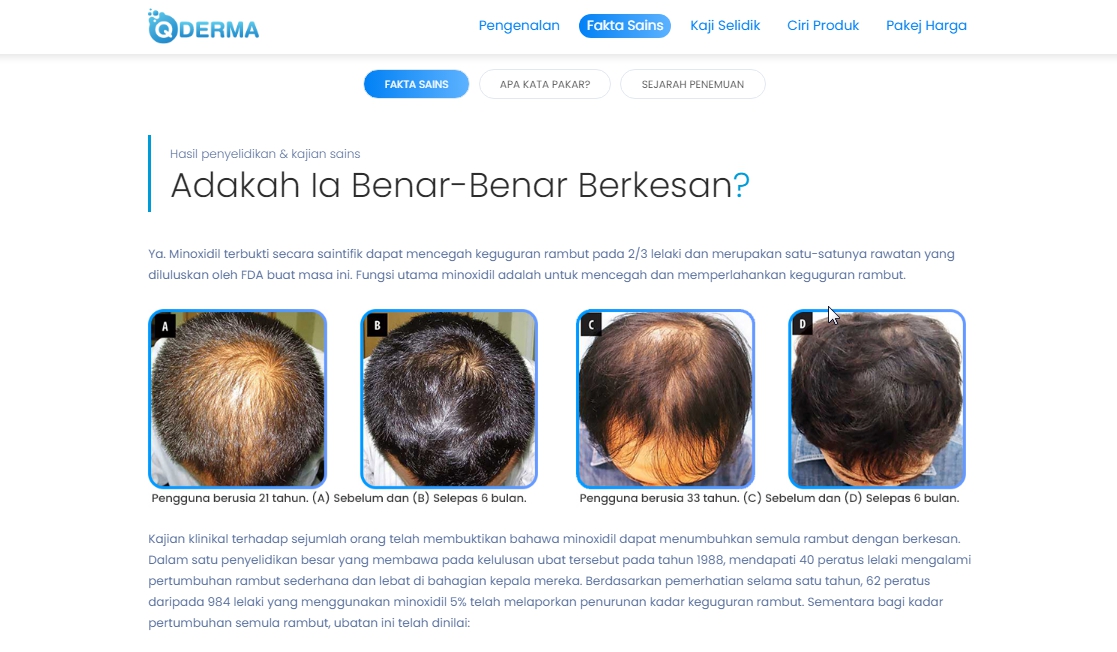 QDERMA
Pengenalan
Fakta Sains
Kaji Selidik
Ciri Produk
Pakej Harga
FAKTA SAINS
APA KATA PAKAR?
SEJARAH PENEMUAN
Hasil penyelidikan & kajian sains
Adakah Ia Benar-Benar Berkesan?
Ya. Minoxidil terbukti secara saintifik dapat mencegah keguguran rambut pada 2/3 lelaki dan merupakan satu-satunya rawatan yang
diluluskan oleh FDA buat masa ini. Fungsi utama minoxidil adalah untuk mencegah dan memperlahankan keguguran rambut.
A
B
C
D
Pengguna berusia 21 tahun. (A) Sebelum dan (B) Selepas 6 bulan.
Pengguna berusia 33 tahun. (C) Sebelum dan (D) Selepas 6 bulan.
Kajian klinikal terhadap sejumlah orang telah membuktikan bahawa minoxidil dapat menumbuhkan semula rambut dengan berkesan.
Dalam satu penyelidikan besar yang membawa pada kelulusan ubat tersebut pada tahun 1988, mendapati 40 peratus lelaki mengalami
pertumbuhan rambut sederhana dan lebat di bahagian kepala mereka. Berdasarkan pemerhatian selama satu tahun, 62 peratus
daripada 984 lelaki yang menggunakan minoxidil 5% telah melaporkan penurunan kadar keguguran rambut. Sementara bagi kadar
pertumbuhan semula rambut, ubatan ini telah dinilai: